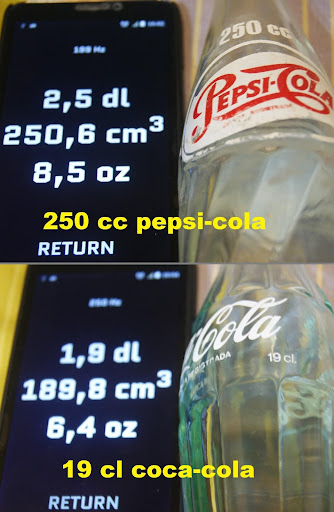 199 Hz
2,5 dl
250,6 cm³
8,5 oz
RETURN
250 cc
PEPSI-COLA
250 cc pepsi-cola
250 Hz
1,9 dl
189,8 cm³
6,4 oz
RETURN
Cola
19 cl.
19 cl coca-cola